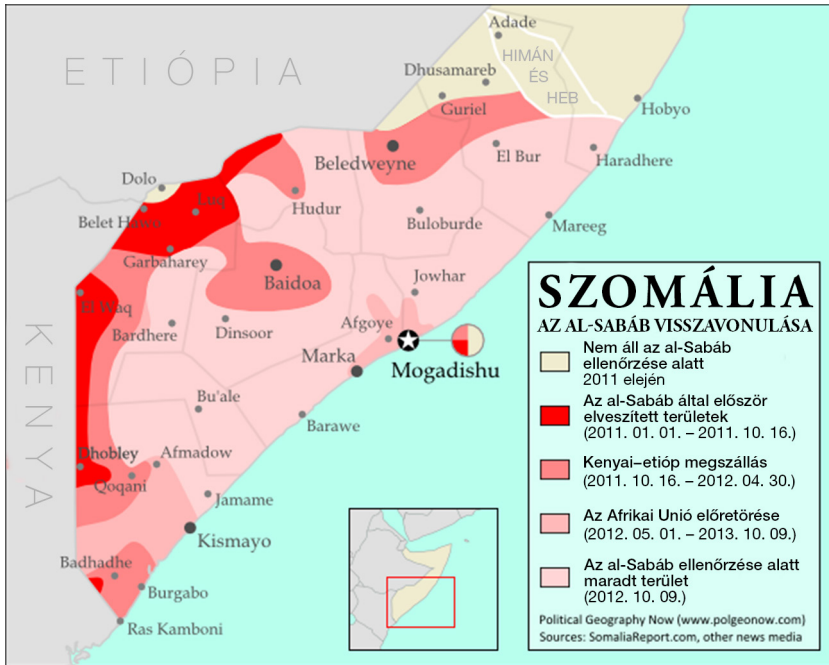 ETIÓPIA
Adade
HIMÁN
ÉS
HEB
Dhusamareb
Guriel
Hobyo
Beledweyne
El Bur
Haradhere
Dolo
Luq
Belet Hawo
Hudur
Buloburde
Mareeg
Garbaharey
Baidoa
Jowhar
El Waq
Bardhere
Dinsoor
Afgoye
Marka
Mogadishu
KENYA
Bu'ale
Barawe
Dhobley
Afmadow
Qoqani
Jamame
Kismayo
Badhadhe
Burgabo
Ras Kamboni
SZOMÁLIA
AZ AL-SABÁB VISSZAVONULÁSA
Nem áll az al-Sabáb
ellenőrzése alatt
2011 elején
Az al-Sabáb által először
elveszített területek
(2011. 01. 01. – 2011. 10. 16.)
Kenyai–etióp megszállás
(2011. 10. 16. – 2012. 04. 30.)
Az Afrikai Unió előretörése
(2012. 05. 01. – 2013. 10. 09.)
Az al-Sabáb ellenőrzése alatt
maradt terület
(2012. 10. 09.)
Political Geography Now (www.polgeonow.com)
Sources: SomaliaReport.com, other news media